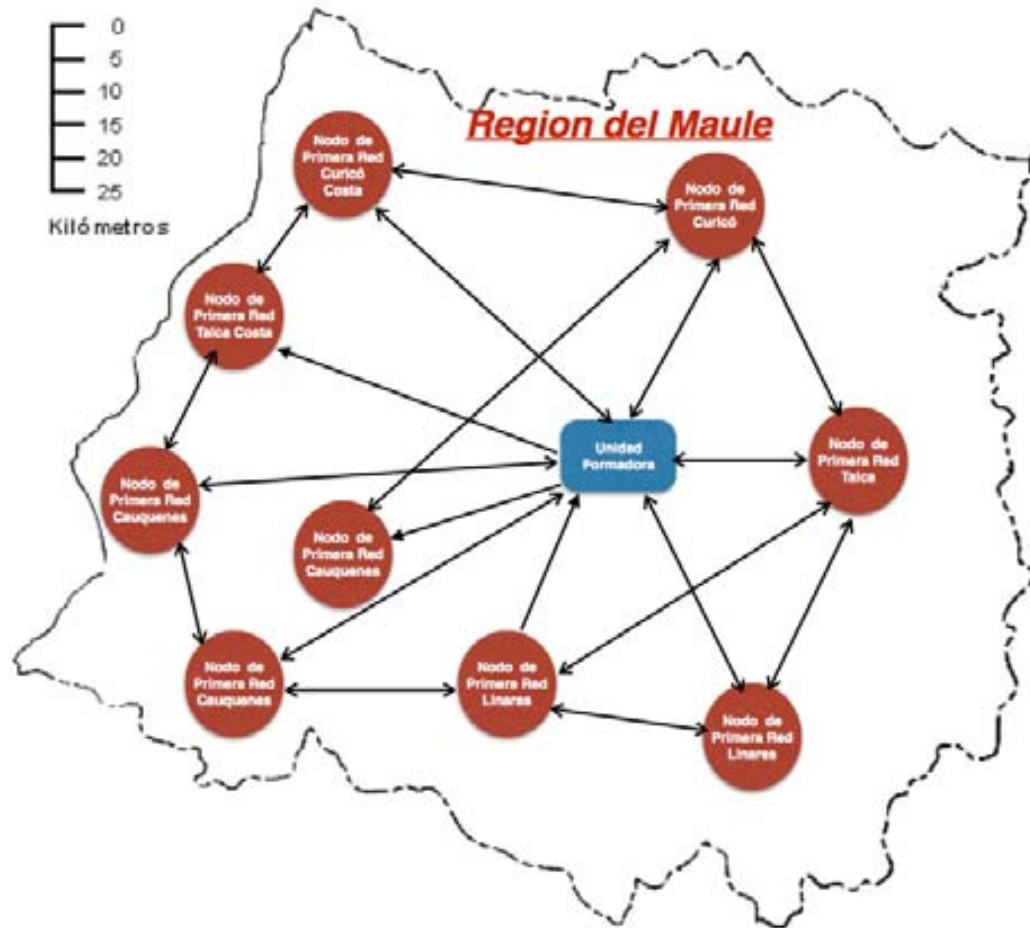 0
5
10
15
20
25
Kilómetros
Region del Maule
Nodo de
Primera Red
Curicó
Costa
Nodo de
Primera Red
Curicó
Nodo de
Primera Red
Talca Costa
Unidad
Formadora
Nodo de
Primera Red
Talca
Nodo de
Primera Red
Cauquenes
Nodo de
Primera Red
Cauquenes
Nodo de
Primera Red
Cauquenes
Nodo de
Primera Red
Linares
Nodo de
Primera Red
Linares